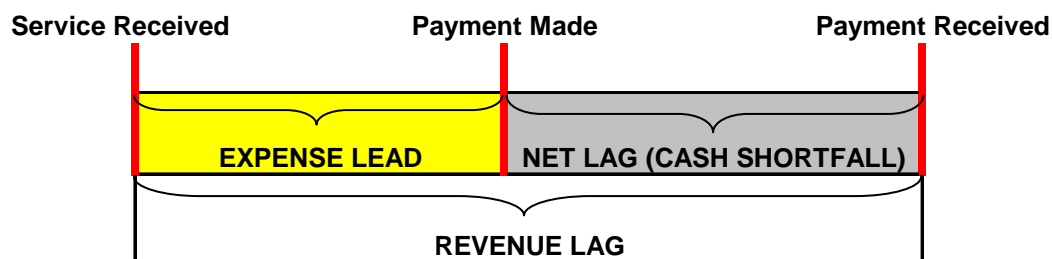 Service Received Payment Made Payment Received
EXPENSE LEAD NET LAG (CASH SHORTFALL)
REVENUE LAG